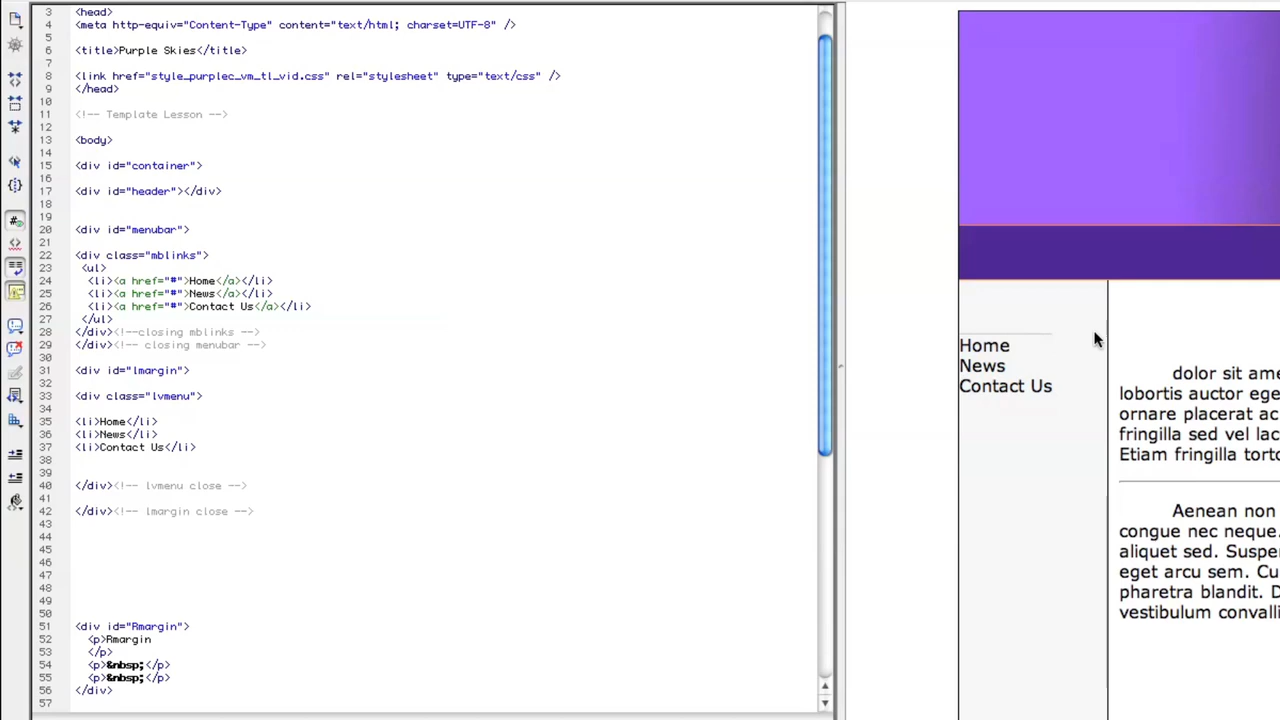 3 <head>
4 <meta http-equiv="Content-Type" content="text/html; charset=UTF-8" />
5
6 <title>Purple Skies</title>
7
8 <link href="style_purplec_vm_tl_vid.css" rel="stylesheet" type="text/css" />
9 </head>
10
11 <!-- Template Lesson -->
12
13 <body>
14
15 <div id="container">
16
17 <div id="header"></div>
18
19
20 <div id="menubar">
21
22 <div class="mblinks">
23 <ul>
24 <li><a href="#">Home</a></li>
25 <li><a href="#">News</a></li>
26 <li><a href="#">Contact Us</a></li>
27 </ul>
28 </div><!--closing mblinks -->
29 </div><!-- closing menubar -->
30
31 <div id="lmargin">
32
33 <div class="lvmenu">
34
35 <li>Home</li>
36 <li>News</li>
37 <li>Contact Us</li>
38
39
40 </div><!-- lvmenu close -->
41
42 </div><!-- lmargin close -->
43
44
45
46
47
48
49
50
51 <div id="Rmargin">
52 <p>Rmargin
53 </p>
54 <p>&nbsp;</p>
55 <p>&nbsp;</p>
56 </div>
57
Home
News
Contact Us
dolor sit ame
lobortis auctor ege
ornare placerat ac
fringilla sed vel lac
Etiam fringilla torto
Aenean non
congue nec neque.
aliquet sed. Suspe
eget arcu sem. Cu
pharetra blandit. D
vestibulum convalli